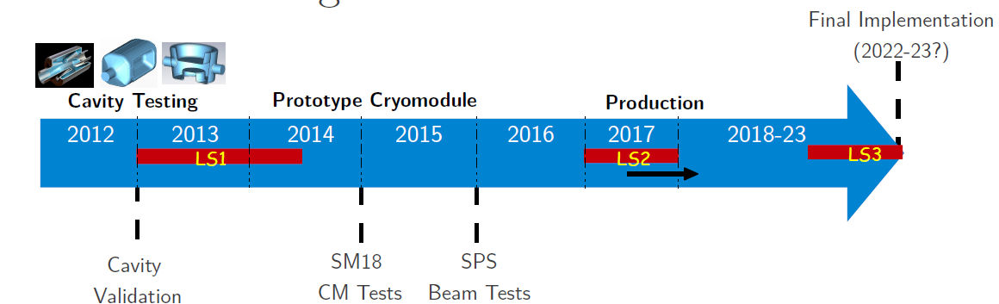 Final Implementation
(2022-23?)
Cavity Testing
Prototype Cryomodule
Production
2012 2013 2014 2015 2016 2017 2018-23
LS1 LS2 LS3
Cavity
Validation
SM18
CM Tests
SPS
Beam Tests